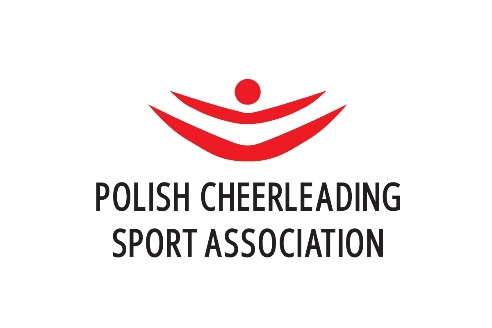 POLISH CHEERLEADING
SPORT ASSOCIATION